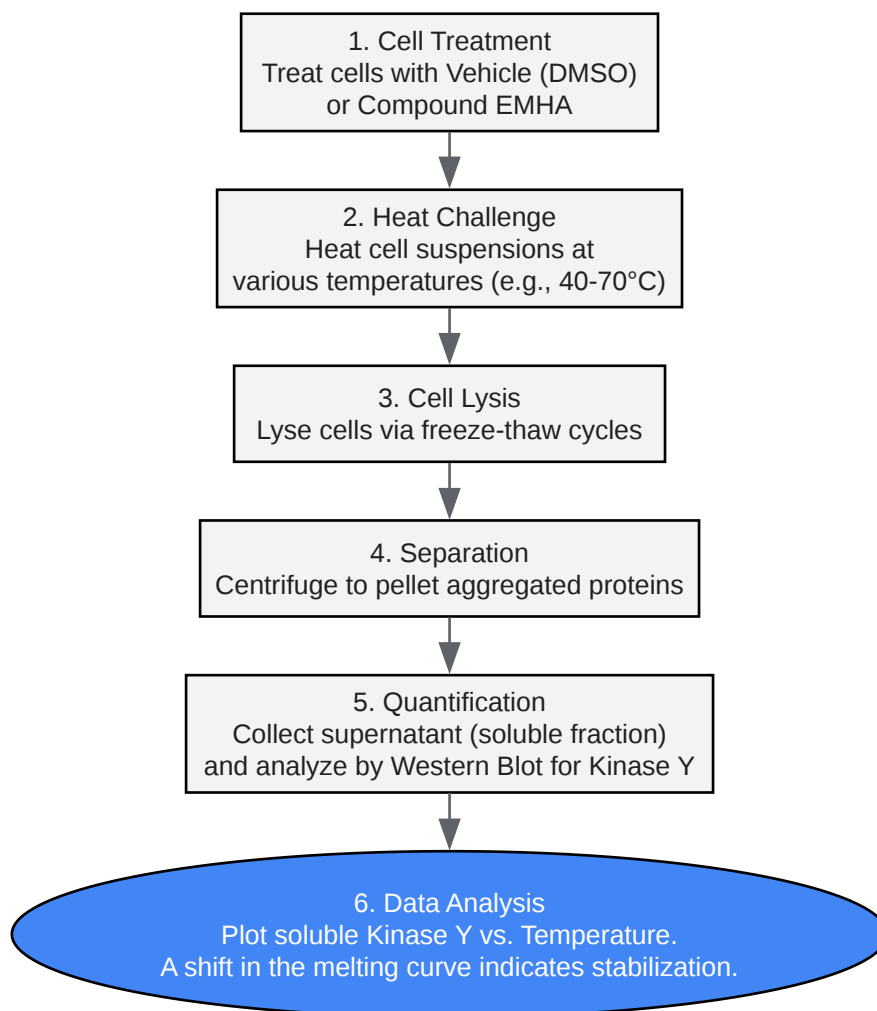 1. Cell Treatment
Treat cells with Vehicle (DMSO)
or Compound EMHA
2. Heat Challenge
Heat cell suspensions at
various temperatures (e.g., 40-70°C)
3. Cell Lysis
Lyse cells via freeze-thaw cycles
4. Separation
Centrifuge to pellet aggregated proteins
5. Quantification
Collect supernatant (soluble fraction)
and analyze by Western Blot for Kinase Y
6. Data Analysis
Plot soluble Kinase Y vs. Temperature.
A shift in the melting curve indicates stabilization.